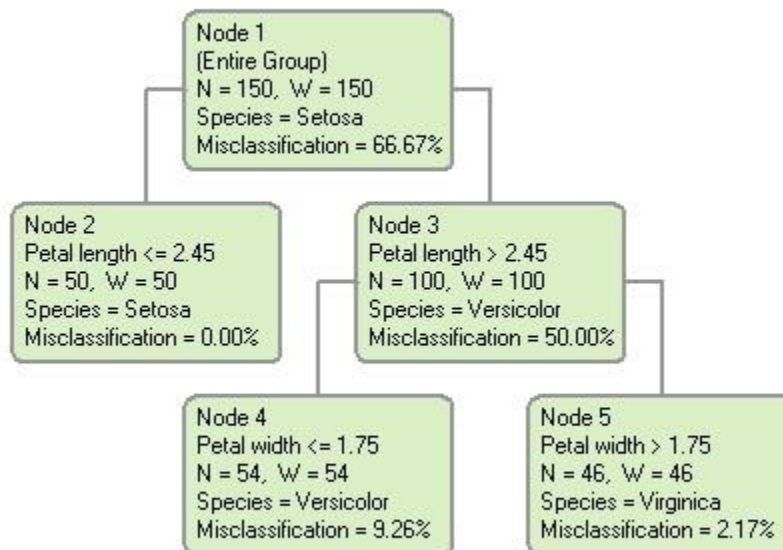 Node 1
(Entire Group)
N = 150, W = 150
Species = Setosa
Misclassification = 66.67%
Node 2
Petal length <= 2.45
N = 50, W = 50
Species = Setosa
Misclassification = 0.00%
Node 3
Petal length > 2.45
N = 100, W = 100
Species = Versicolor
Misclassification = 50.00%
Node 4
Petal width <= 1.75
N = 54, W = 54
Species = Versicolor
Misclassification = 9.26%
Node 5
Petal width > 1.75
N = 46, W = 46
Species = Virginica
Misclassification = 2.17%